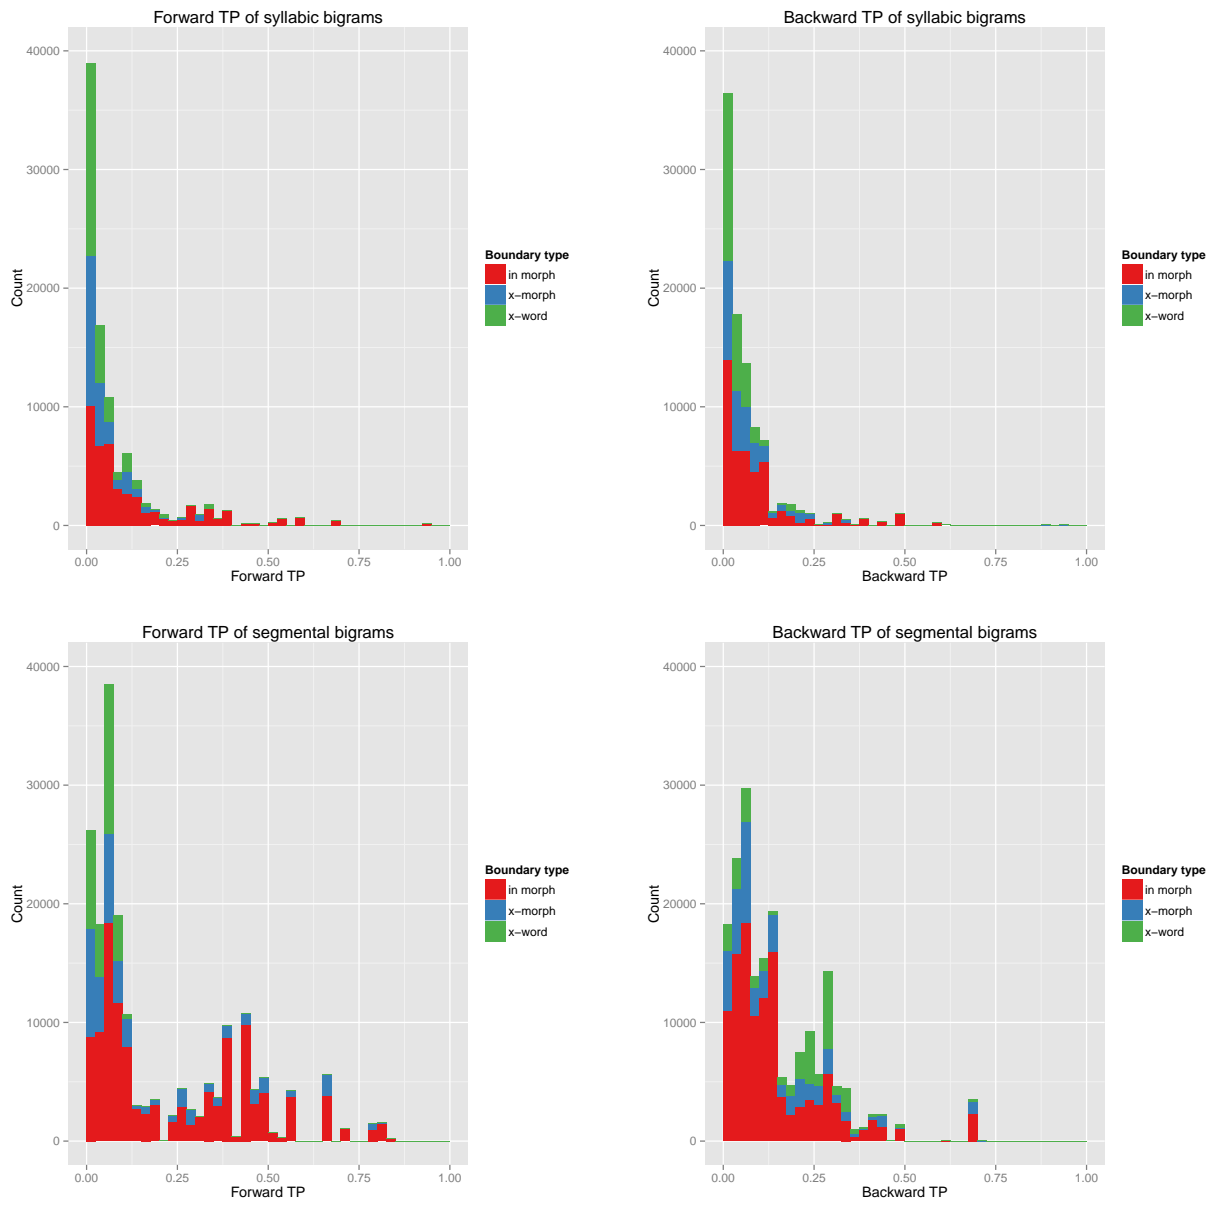 Forward TP of syllabic bigrams
40000
30000
20000
10000
0
Count
0.00 0.25 0.50 0.75 1.00
Forward TP
Boundary type
in morph
x−morph
x−word
Backward TP of syllabic bigrams
40000
30000
20000
10000
0
Count
0.00 0.25 0.50 0.75 1.00
Backward TP
Boundary type
in morph
x−morph
x−word
Forward TP of segmental bigrams
40000
30000
20000
10000
0
Count
0.00 0.25 0.50 0.75 1.00
Forward TP
Boundary type
in morph
x−morph
x−word
Backward TP of segmental bigrams
40000
30000
20000
10000
0
Count
0.00 0.25 0.50 0.75 1.00
Backward TP
Boundary type
in morph
x−morph
x−word